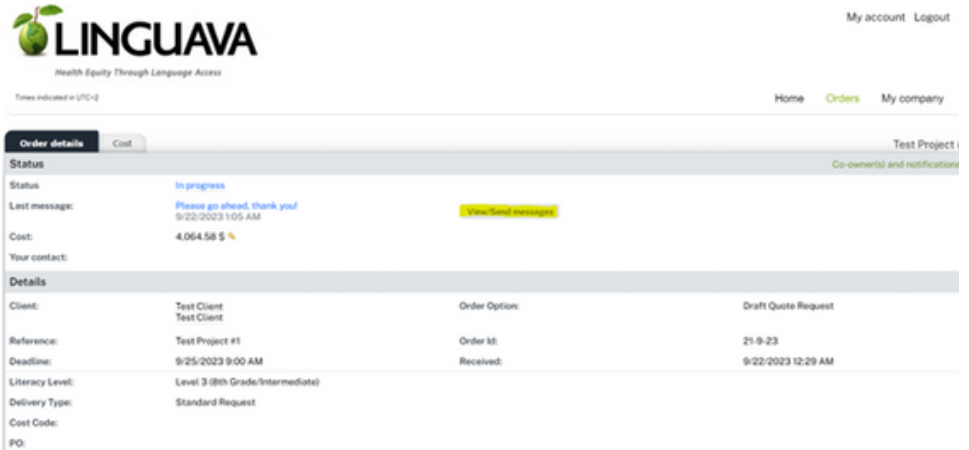 My account Logout
LINGUAVA
Health Equity Through Language Access
Times indicated in UTC+2
Home Orders My company
Order details Cost
Test Project
Status Co-owner(s) and notifications
Status In progress
Last message: Please go ahead, thank you! View/Send messages
9/22/2023 1:05 AM
Cost: 4,064.58 $
Your contact:
Details
Client: Test Client Order Option: Draft Quote Request
Test Client
Reference: Test Project #1 Order Id: 21-9-23
Deadline: 9/25/2023 9:00 AM Received: 9/22/2023 12:29 AM
Literacy Level: Level 3 (8th Grade/Intermediate)
Delivery Type: Standard Request
Cost Code:
PO: